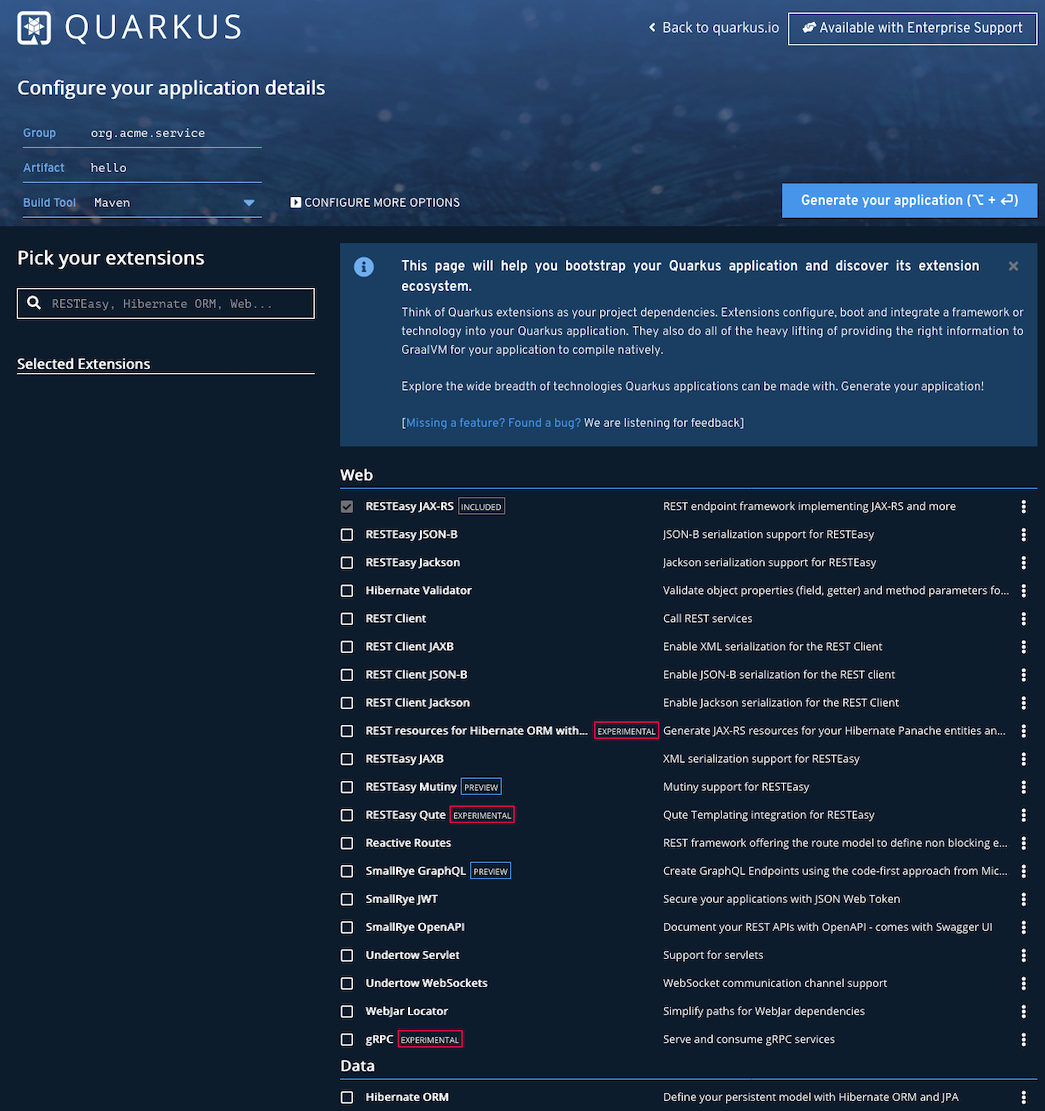 QUARKUS
Back to quarkus.io
Available with Enterprise Support
Configure your application details
Group org.acme.service
Artifact hello
Build Tool Maven
CONFIGURE MORE OPTIONS
Generate your application (⌥ + ⏎)
Pick your extensions
RESTEasy, Hibernate ORM, Web...
Selected Extensions
This page will help you bootstrap your Quarkus application and discover its extension
ecosystem.
Think of Quarkus extensions as your project dependencies. Extensions configure, boot and integrate a framework or
technology into your Quarkus application. They also do all of the heavy lifting of providing the right information to
GraalVM for your application to compile natively.
Explore the wide breadth of technologies Quarkus applications can be made with. Generate your application!
[Missing a feature? Found a bug? We are listening for feedback]
Web
RESTEasy JAX-RS INCLUDED REST endpoint framework implementing JAX-RS and more
RESTEasy JSON-B JSON-B serialization support for RESTEasy
RESTEasy Jackson Jackson serialization support for RESTEasy
Hibernate Validator Validate object properties (field, getter) and method parameters fo...
REST Client Call REST services
REST Client JAXB Enable XML serialization for the REST Client
REST Client JSON-B Enable JSON-B serialization for the REST client
REST Client Jackson Enable Jackson serialization for the REST Client
REST resources for Hibernate ORM with... EXPERIMENTAL Generate JAX-RS resources for your Hibernate Panache entities an...
RESTEasy JAXB XML serialization support for RESTEasy
RESTEasy Mutiny PREVIEW Mutiny support for RESTEasy
RESTEasy Qute EXPERIMENTAL Qute Templating integration for RESTEasy
Reactive Routes REST framework offering the route model to define non blocking e...
SmallRye GraphQL PREVIEW Create GraphQL Endpoints using the code-first approach from Mic...
SmallRye JWT Secure your applications with JSON Web Token
SmallRye OpenAPI Document your REST APIs with OpenAPI - comes with Swagger UI
Undertow Servlet Support for servlets
Undertow WebSockets WebSocket communication channel support
WebJar Locator Simplify paths for WebJar dependencies
gRPC EXPERIMENTAL Serve and consume gRPC services
Data
Hibernate ORM Define your persistent model with Hibernate ORM and JPA